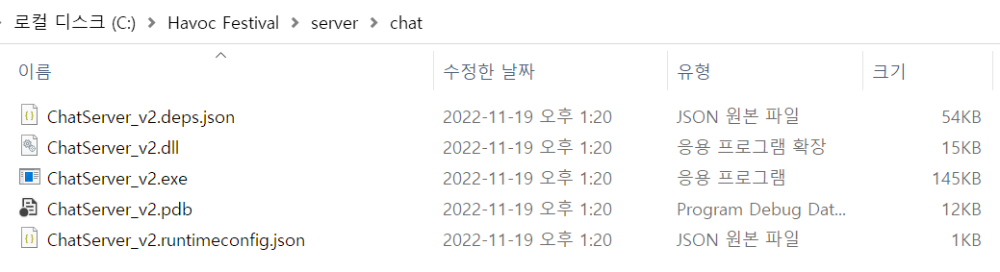 로컬 디스크 (C:) Havoc Festival server chat
이름 수정한 날짜 유형 크기
ChatServer_v2.deps.json 2022-11-19 오후 1:20 JSON 원본 파일 54KB
ChatServer_v2.dll 2022-11-19 오후 1:20 응용 프로그램 확장 15KB
ChatServer_v2.exe 2022-11-19 오후 1:20 응용 프로그램 145KB
ChatServer_v2.pdb 2022-11-19 오후 1:20 Program Debug Dat... 12KB
ChatServer_v2.runtimeconfig.json 2022-11-19 오후 1:20 JSON 원본 파일 1KB